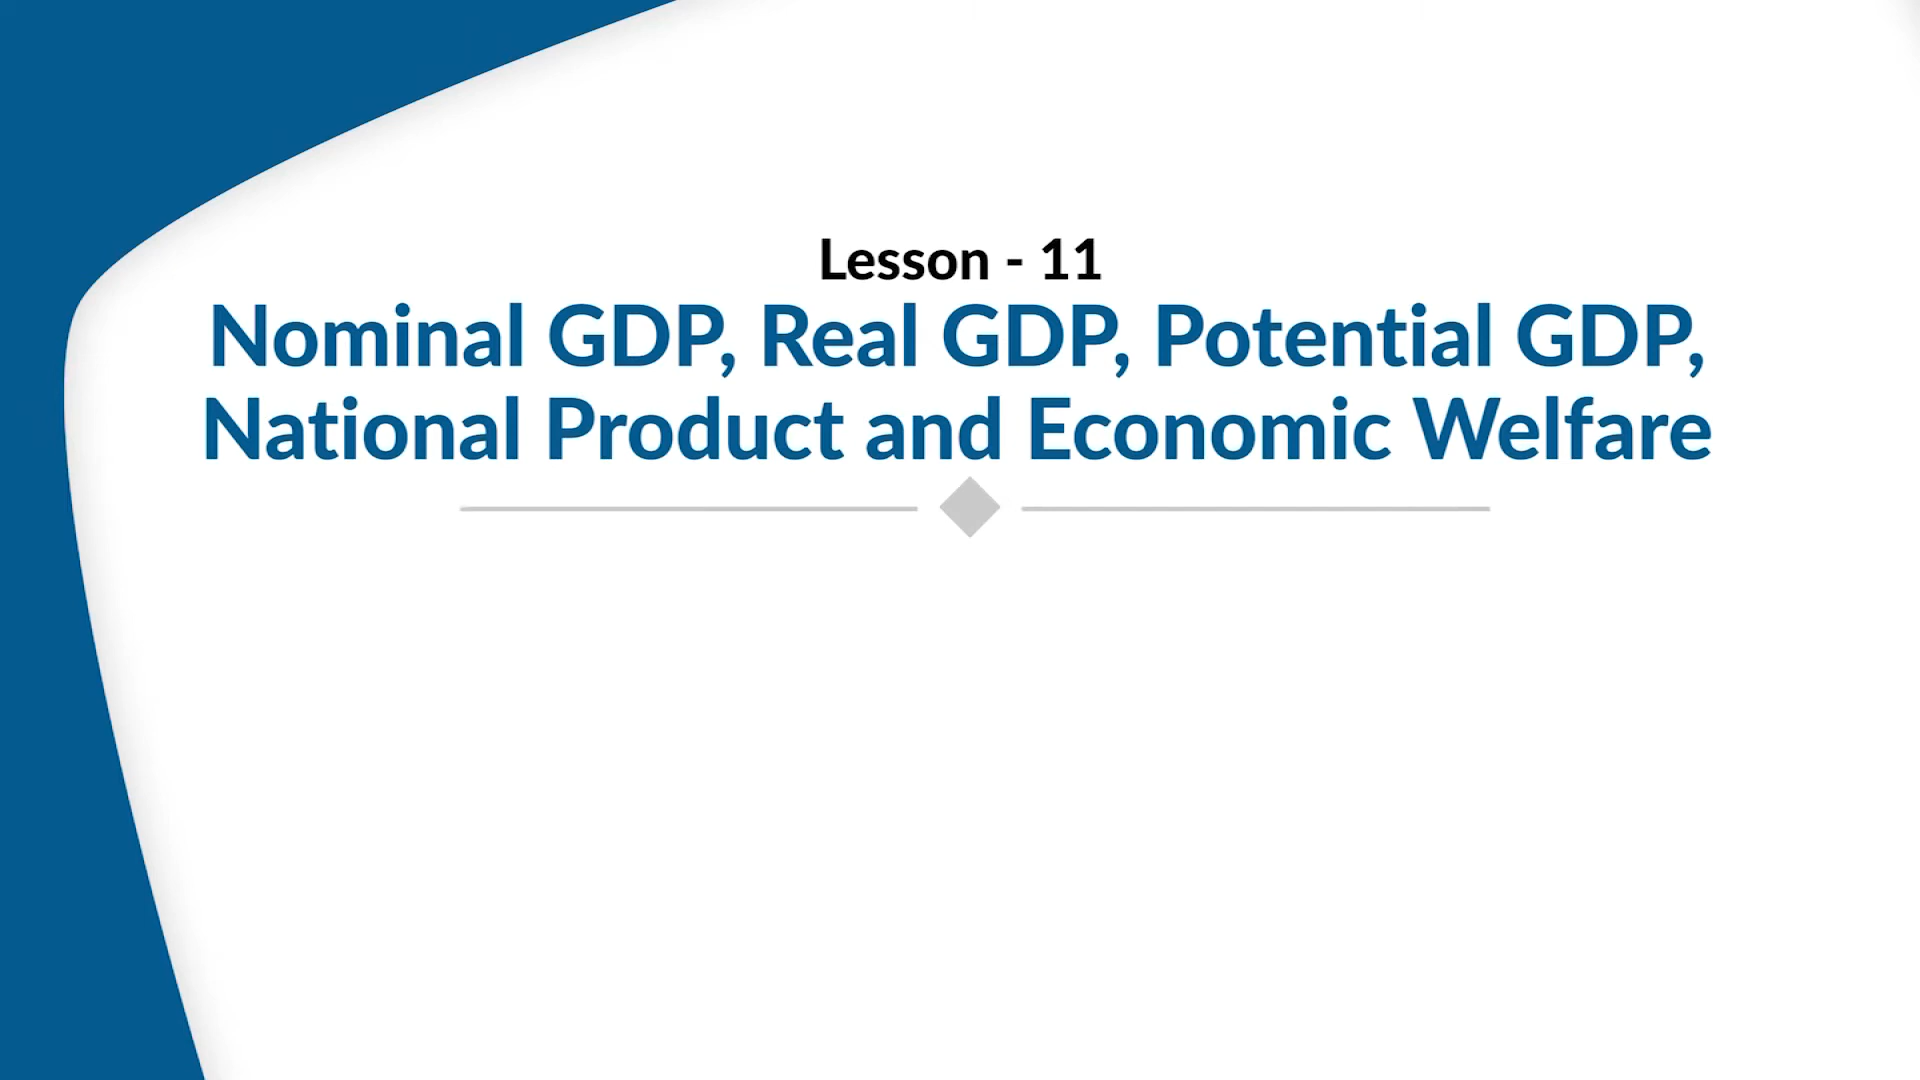 Lesson - 11
Nominal GDP, Real GDP, Potential GDP,
National Product and Economic Welfare